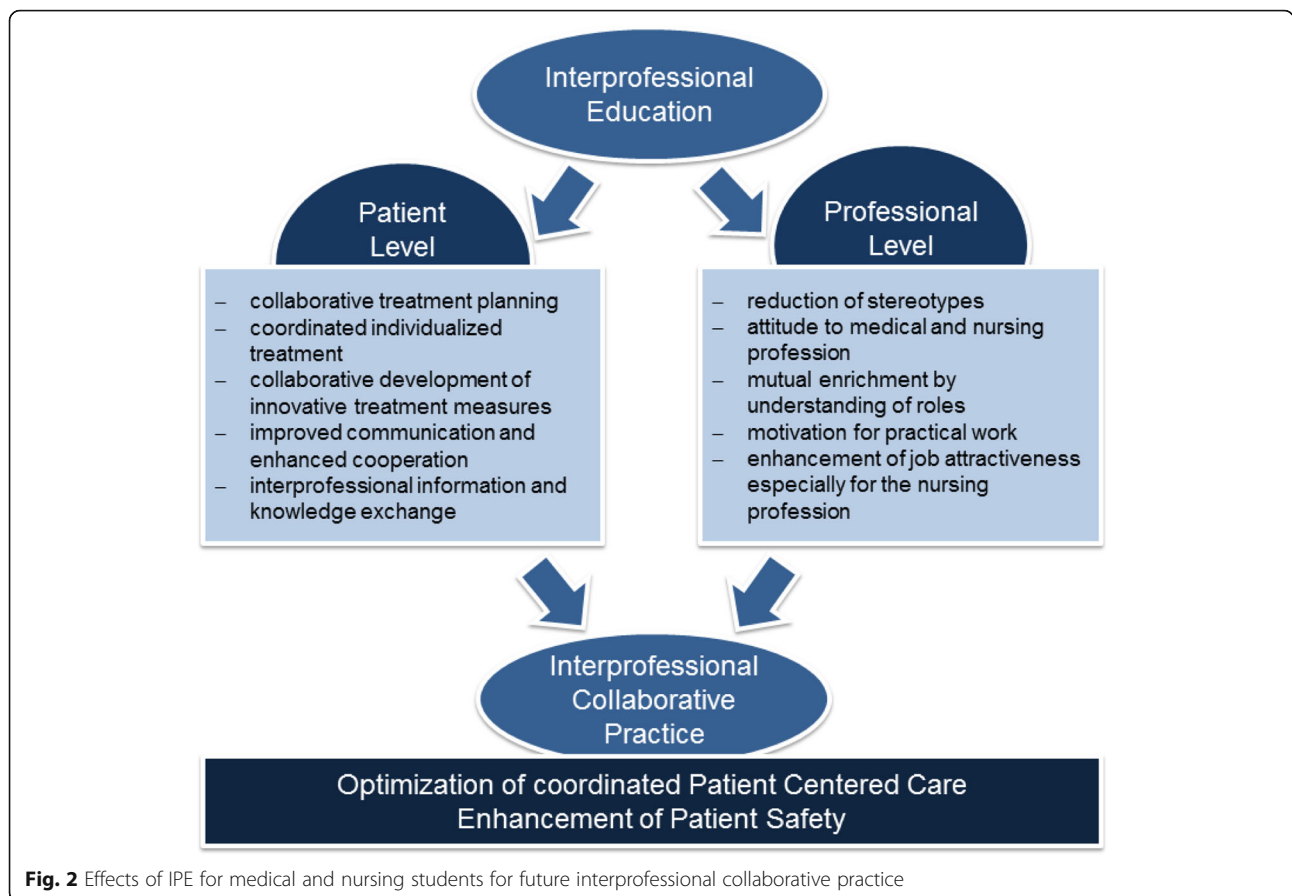 Interprofessional
Education
Patient
Level
– collaborative treatment planning
– coordinated individualized
treatment
– collaborative development of
innovative treatment measures
– improved communication and
enhanced cooperation
– interprofessional information and
knowledge exchange
Professional
Level
– reduction of stereotypes
– attitude to medical and nursing
profession
– mutual enrichment by
understanding of roles
– motivation for practical work
– enhancement of job attractiveness
especially for the nursing
profession
Interprofessional
Collaborative
Practice
Optimization of coordinated Patient Centered Care
Enhancement of Patient Safety
Fig. 2 Effects of IPE for medical and nursing students for future interprofessional collaborative practice